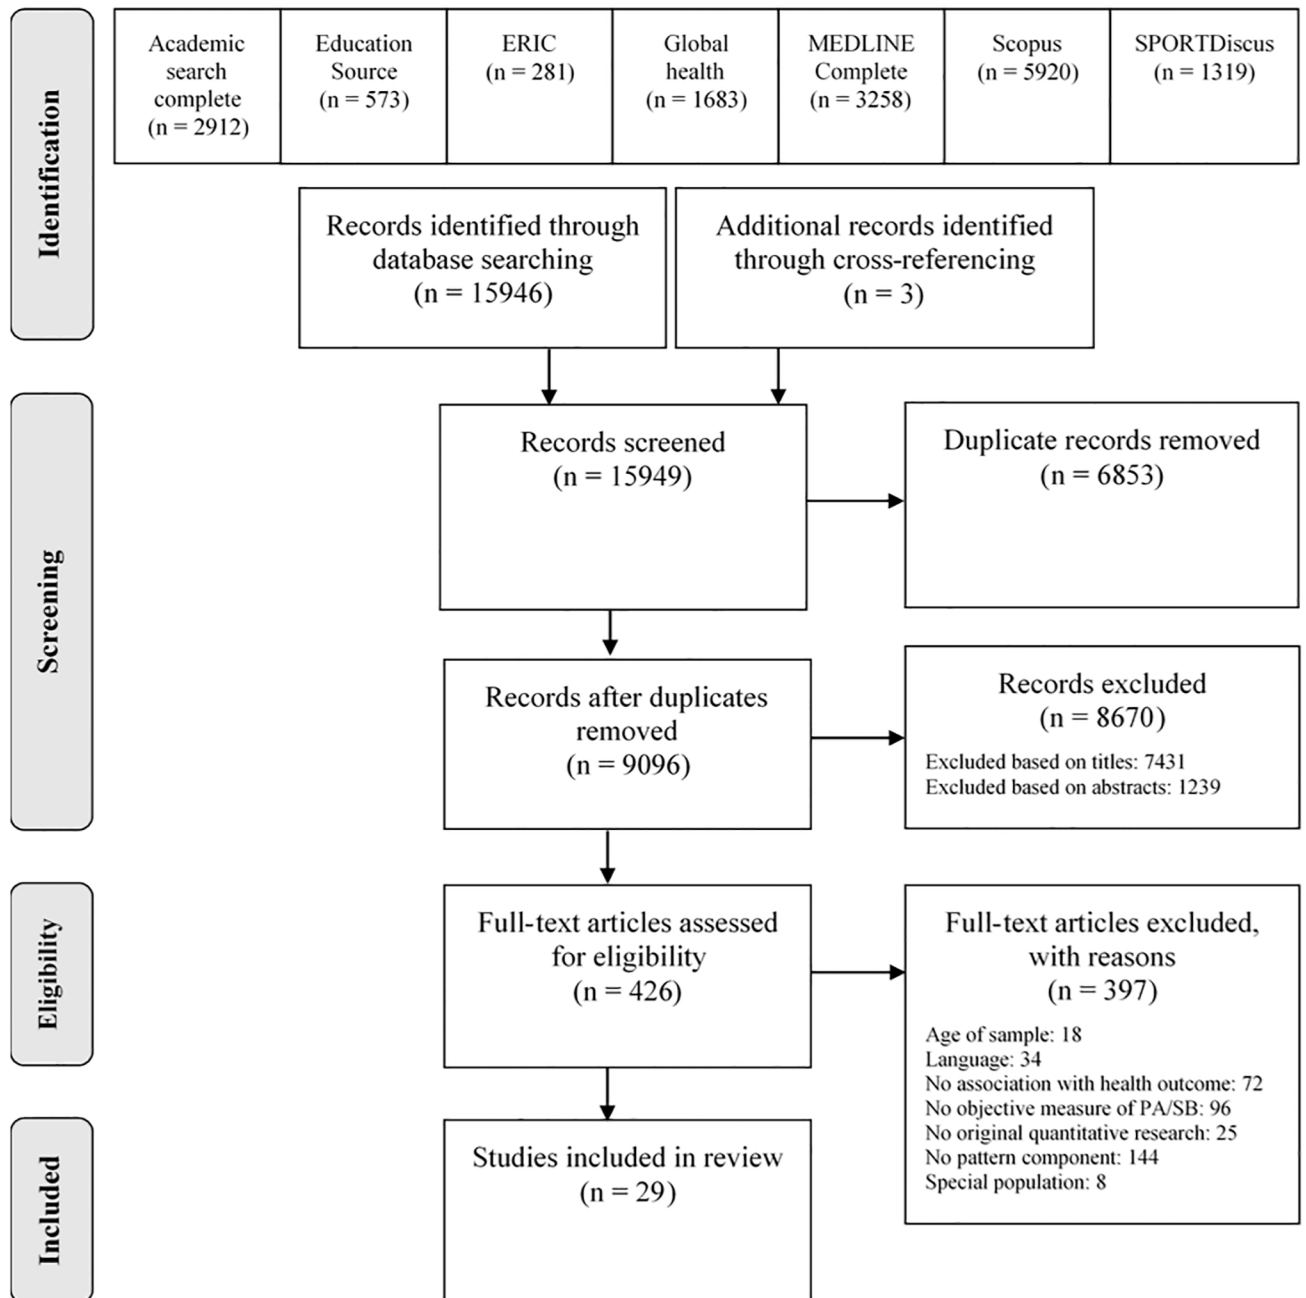 Identification
Academic
search
complete
(n = 2912)
Education
Source
(n = 573)
ERIC
(n = 281)
Global
health
(n = 1683)
MEDLINE
Complete
(n = 3258)
Scopus
(n = 5920)
SPORTDiscus
(n = 1319)
Records identified through
database searching
(n = 15946)
Additional records identified
through cross-referencing
(n = 3)
Screening
Records screened
(n = 15949)
Duplicate records removed
(n = 6853)
Records after duplicates
removed
(n = 9096)
Records excluded
(n = 8670)
Excluded based on titles: 7431
Excluded based on abstracts: 1239
Eligibility
Full-text articles assessed
for eligibility
(n = 426)
Full-text articles excluded,
with reasons
(n = 397)
Age of sample: 18
Language: 34
No association with health outcome: 72
No objective measure of PA/SB: 96
No original quantitative research: 25
No pattern component: 144
Special population: 8
Included
Studies included in review
(n = 29)